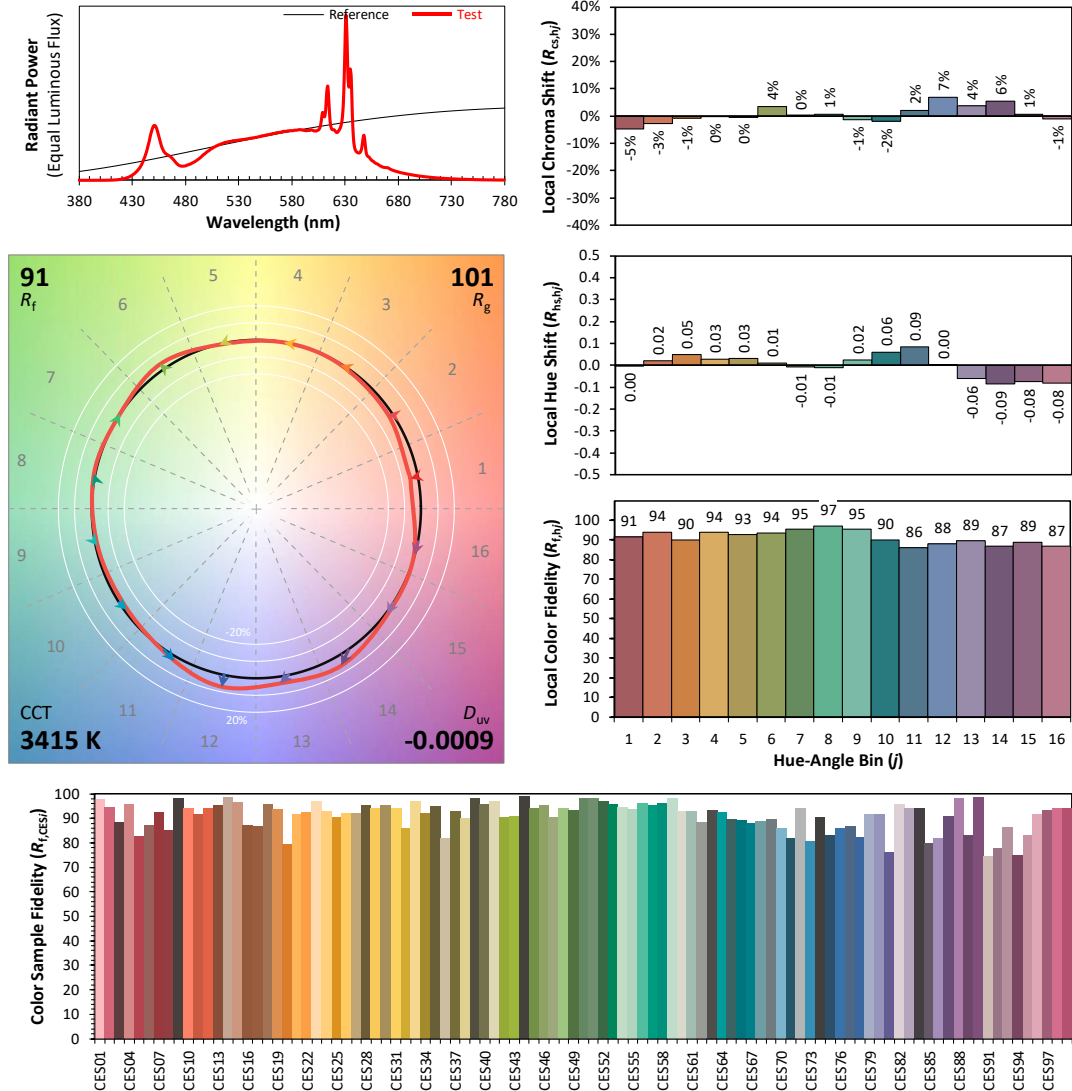 Radiant Power
(Equal Luminous Flux)
Reference
Test
380 430 480 530 580 630 680 730 780
Wavelength (nm)
Local Chroma Shift (Rcs,hj)
40%
30%
20%
10%
0%
-10%
-20%
-30%
-40%
-5% -3% -1% 0% 0% 4% 0% 1% -1% -2% 2% 7% 4% 6% 1% -1%
91
Rf
101
Rg
5 4
6 3
7 2
8 1
9 16
10 15
11 14
12 13
-20%
20%
CCT
3415 K
Duv
-0.0009
Local Hue Shift (Rhs,hj)
0.5
0.4
0.3
0.2
0.1
0.0
-0.1
-0.2
-0.3
-0.4
-0.5
0.00 0.02 0.05 0.03 0.03 0.01 -0.01 -0.01 0.02 0.06 0.09 0.00 -0.06 -0.09 -0.08 -0.08
Local Color Fidelity (Rf,hj)
100
90
80
70
60
50
40
30
20
10
0
91 94 90 94 93 94 95 97 95 90 86 88 89 87 89 87
1 2 3 4 5 6 7 8 9 10 11 12 13 14 15 16
Hue-Angle Bin (j)
Color Sample Fidelity (Rf,CESi)
100
90
80
70
60
50
40
30
20
10
0
CES01 CES04 CES07 CES10 CES13 CES16 CES19 CES22 CES25 CES28 CES31 CES34 CES37 CES40 CES43 CES46 CES49 CES52 CES55 CES58 CES61 CES64 CES67 CES70 CES73 CES76 CES79 CES82 CES85 CES88 CES91 CES94 CES97